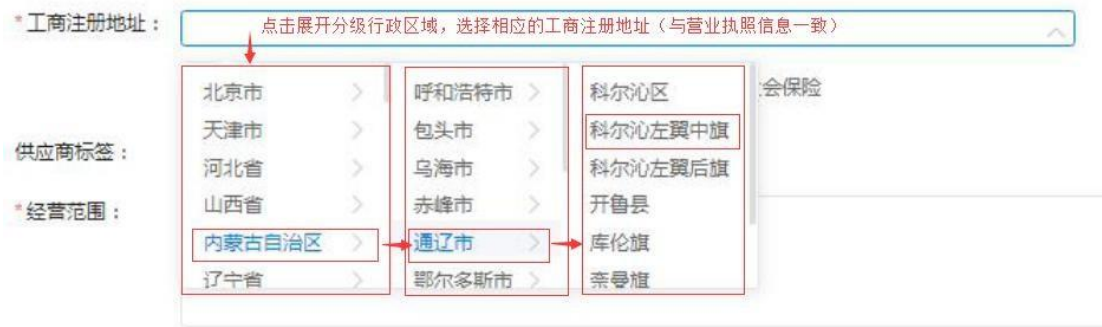 *工商注册地址：
点击展开分级行政区域，选择相应的工商注册地址（与营业执照信息一致）
北京市
天津市
河北省
山西省
内蒙古自治区
辽宁省
呼和浩特市
包头市
乌海市
赤峰市
通辽市
鄂尔多斯市
科尔沁区
科尔沁左翼中旗
科尔沁左翼后旗
开鲁县
库伦旗
奈曼旗
会保险
供应商标签：
*经营范围：